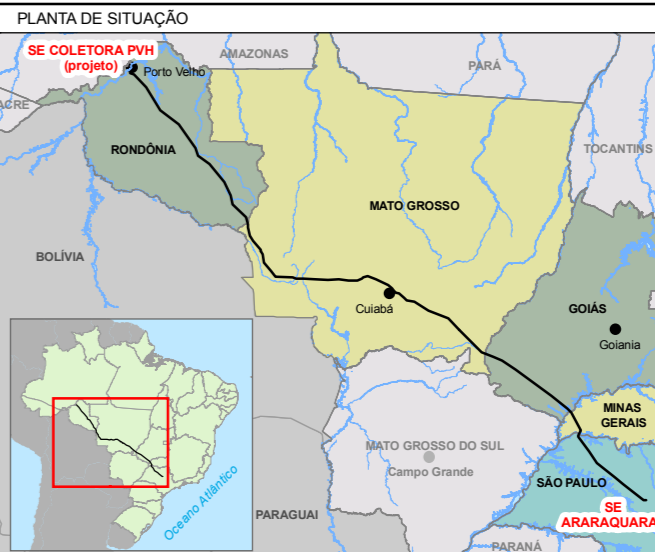 PLANTA DE SITUAÇÃO
SE COLETORA PVH
(projeto)
AMAZONAS
PARÁ
Porto Velho
ACRE
RONDÔNIA
TOCANTINS
MATO GROSSO
BOLÍVIA
Cuiabá
GOIÁS
Goiania
MINAS
GERAIS
MATO GROSSO DO SUL
Campo Grande
SÃO PAULO
SE
ARARAQUARA
PARAGUAI
PARANÁ
Oceano Atlântico